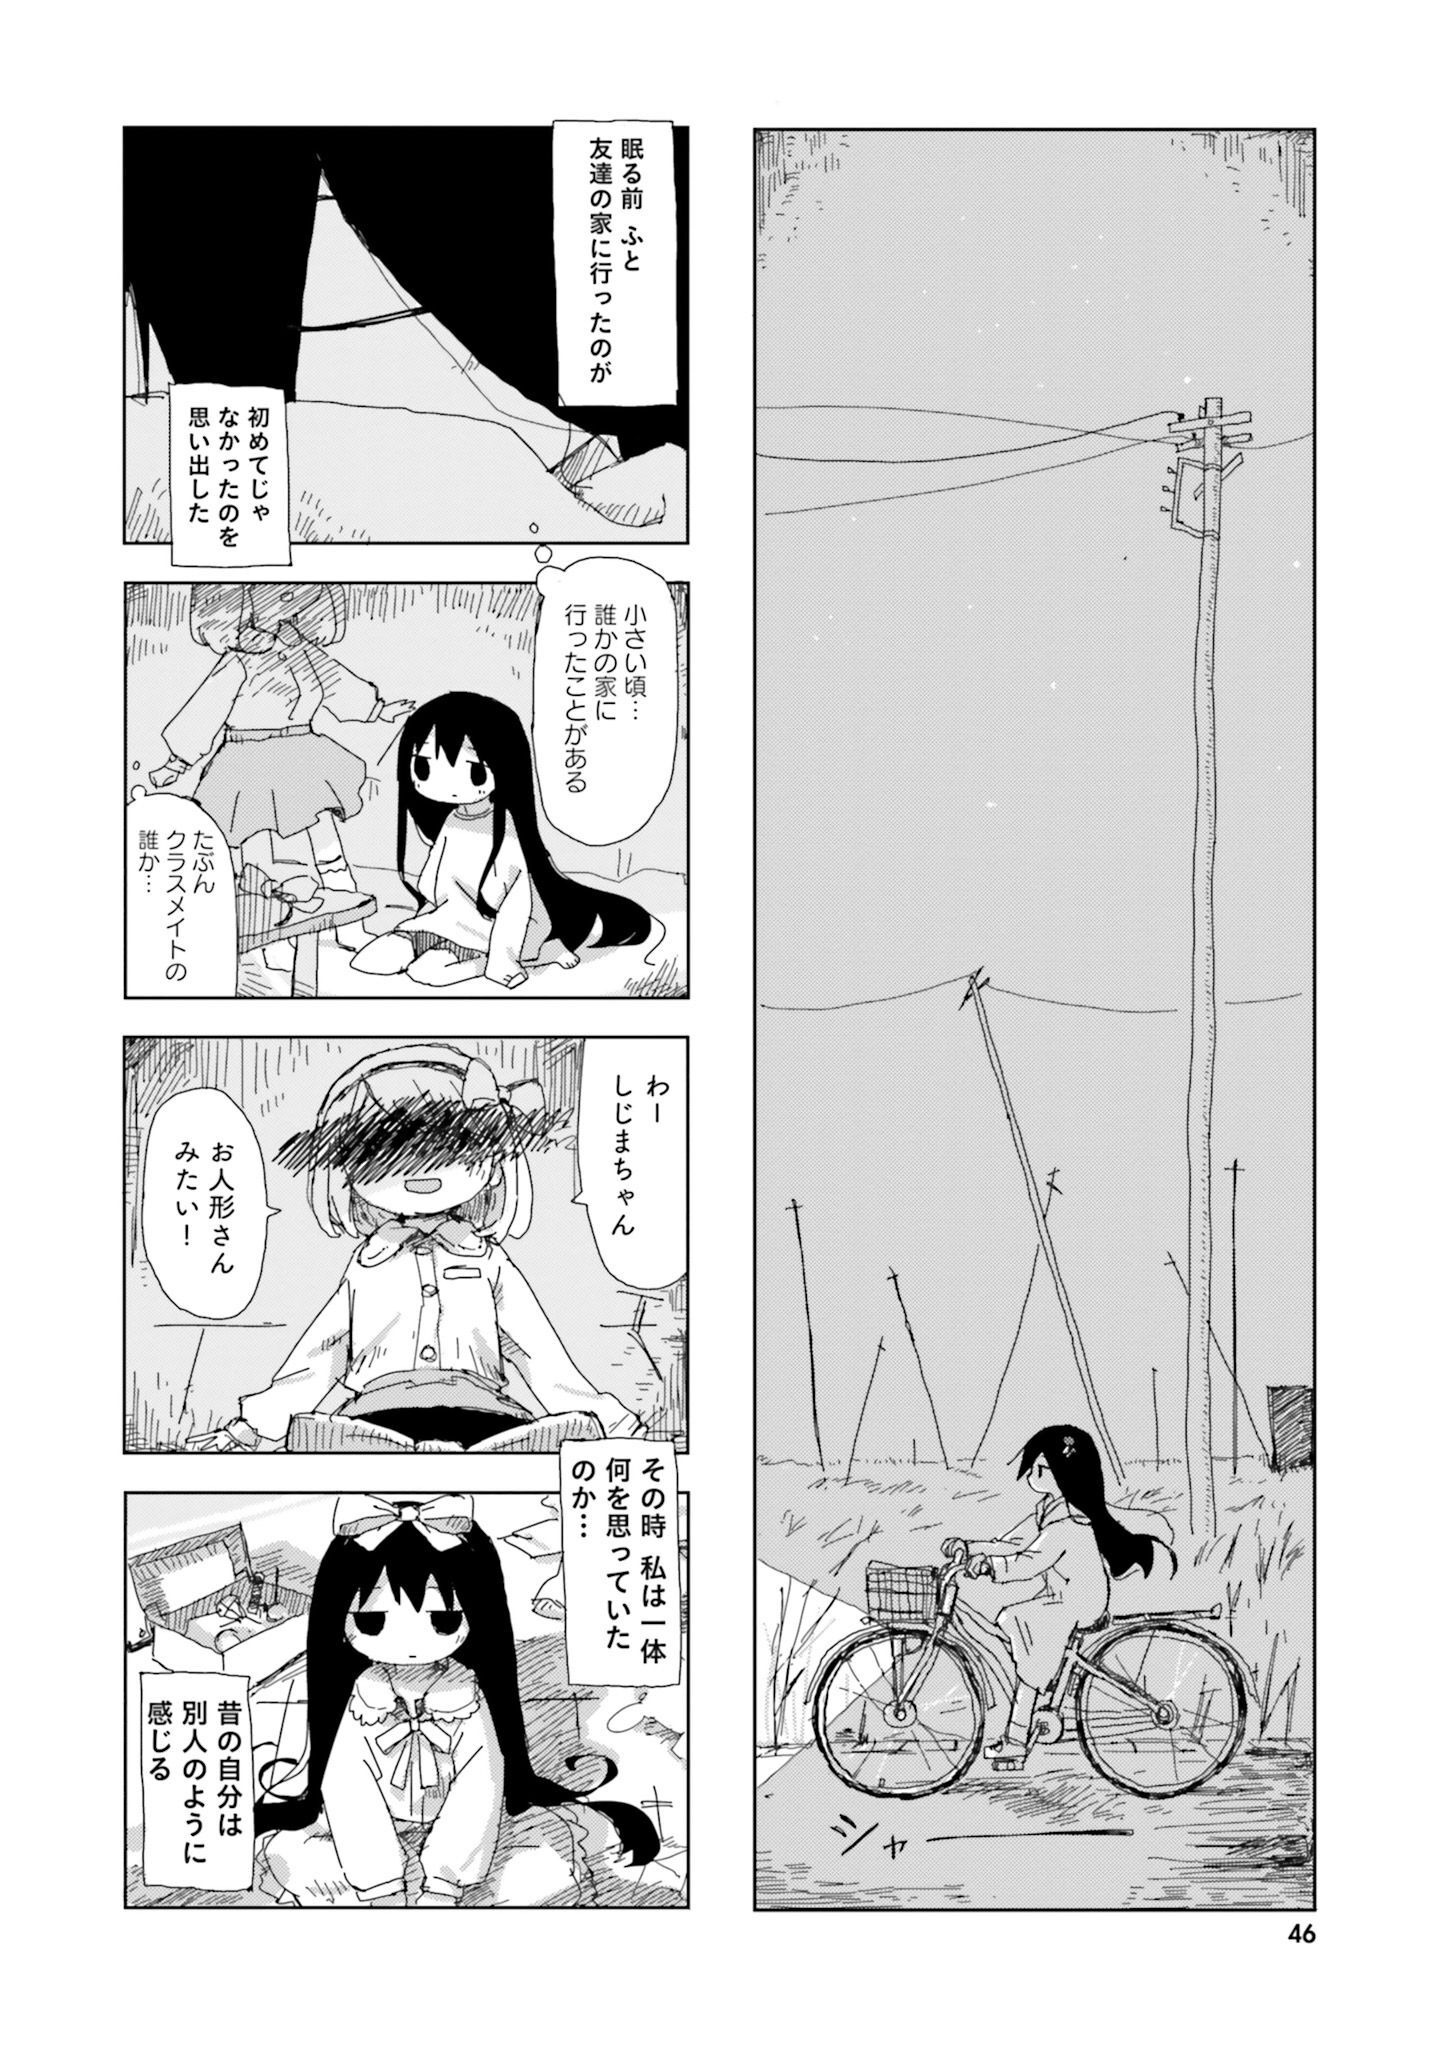 シャーーー
眠る前 ふと
友達の家に行ったのが
初めてじゃ
なかったのを
思い出した
小さい頃…
誰かの家に
行ったことがある
たぶん
クラスメイトの
誰か…
わー
しじまちゃん
お人形さん
みたい！
その時 私は一体
何を思っていた
のか…
昔の自分は
別人のように
感じる
46